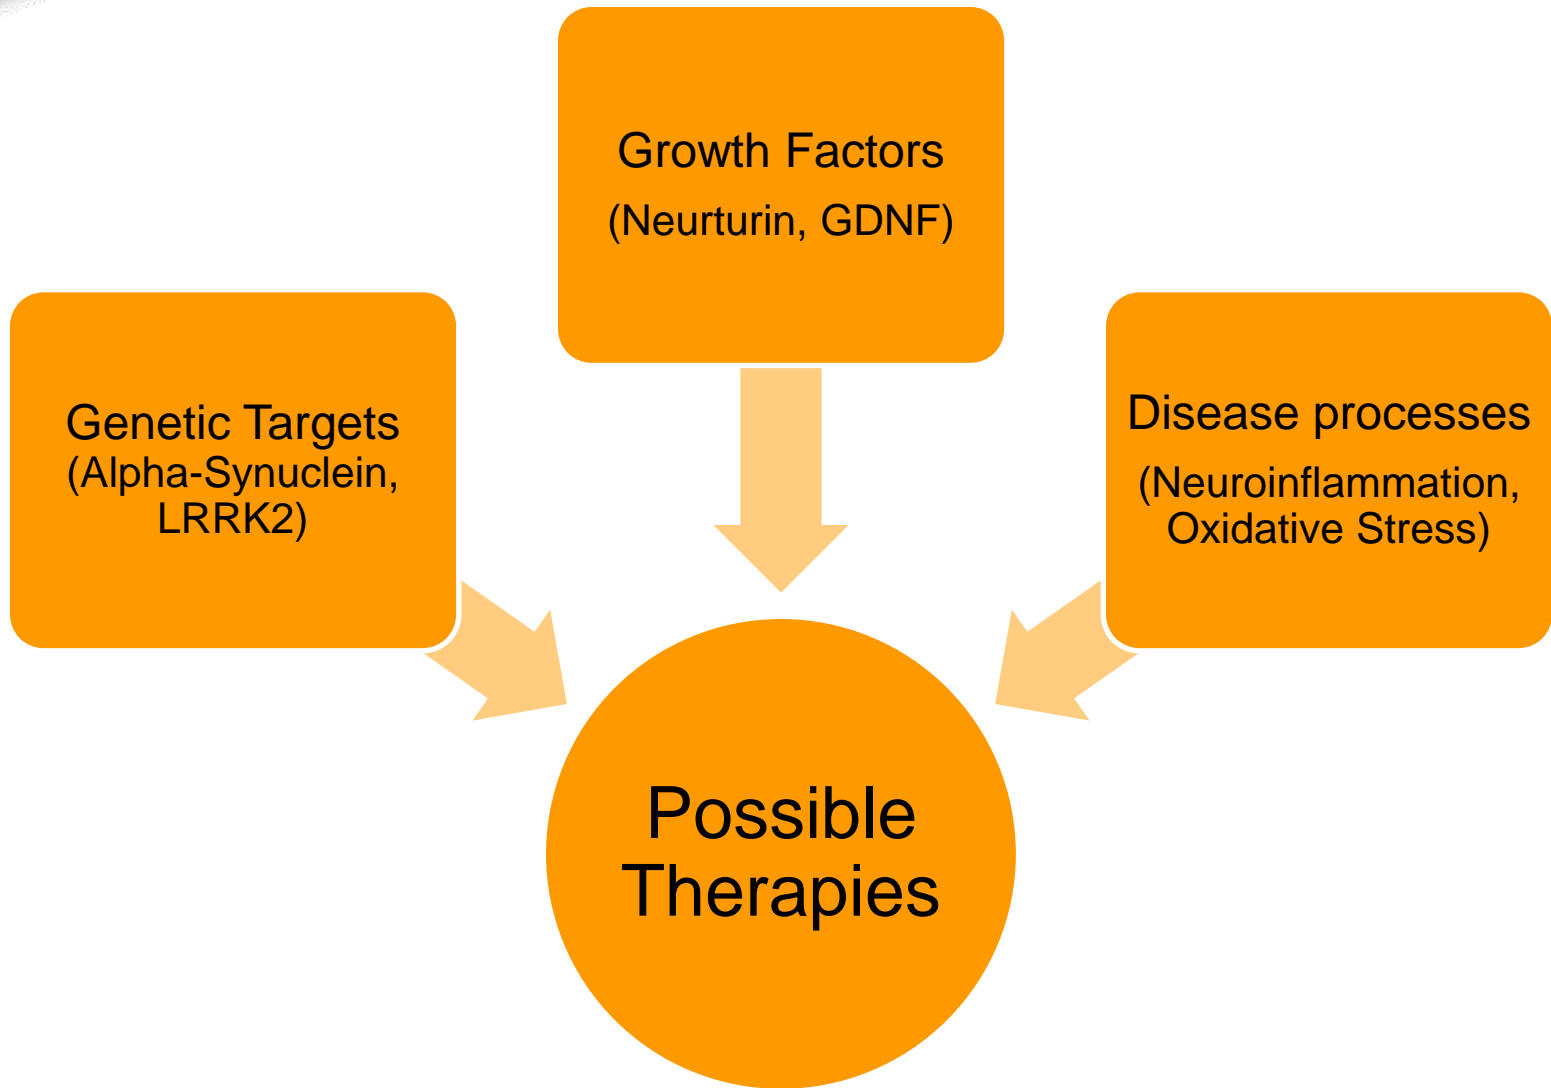 Growth Factors
(Neurturin, GDNF)
Genetic Targets
(Alpha-Synuclein,
LRRK2)
Disease processes
(Neuroinflammation,
Oxidative Stress)
Possible
Therapies